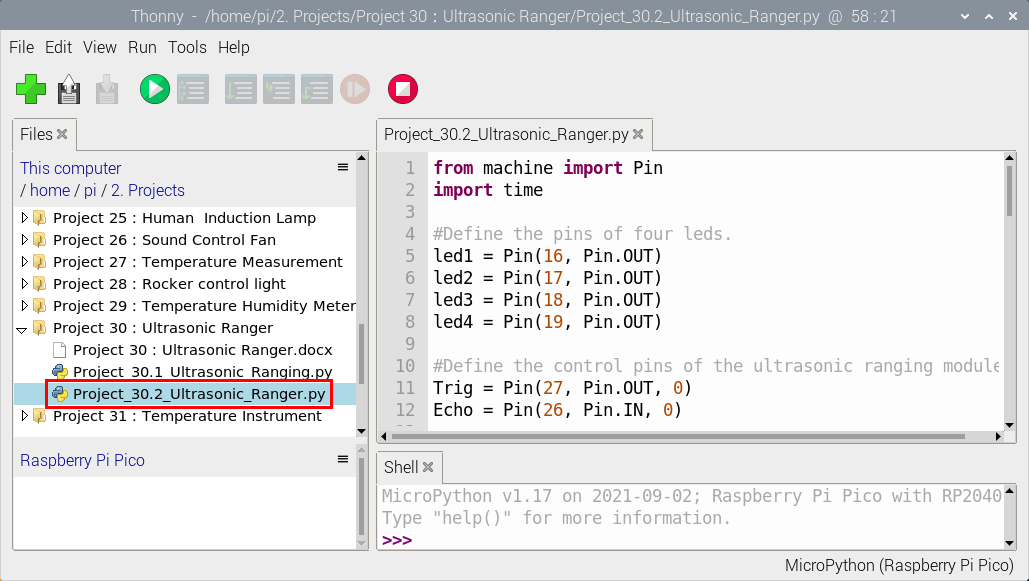 Thonny - /home/pi/2. Projects/Project 30 : Ultrasonic Ranger/Project_30.2_Ultrasonic_Ranger.py @ 58 : 21
File Edit View Run Tools Help
Files
This computer
/ home / pi / 2. Projects
Project 25 : Human  Induction Lamp
Project 26 : Sound Control Fan
Project 27 : Temperature Measurement
Project 28 : Rocker control light
Project 29 : Temperature Humidity Meter
Project 30 : Ultrasonic Ranger
Project 30 : Ultrasonic Ranger.docx
Project_30.1_Ultrasonic_Ranging.py
Project_30.2_Ultrasonic_Ranger.py
Project 31 : Temperature Instrument
Raspberry Pi Pico
Project_30.2_Ultrasonic_Ranger.py
1 from machine import Pin
2 import time
3
4 #Define the pins of four leds.
5 led1 = Pin(16, Pin.OUT)
6 led2 = Pin(17, Pin.OUT)
7 led3 = Pin(18, Pin.OUT)
8 led4 = Pin(19, Pin.OUT)
9
10 #Define the control pins of the ultrasonic ranging module
11 Trig = Pin(27, Pin.OUT, 0)
12 Echo = Pin(26, Pin.IN, 0)
Shell
MicroPython v1.17 on 2021-09-02; Raspberry Pi Pico with RP2040
Type "help()" for more information.
>>>
MicroPython (Raspberry Pi Pico)